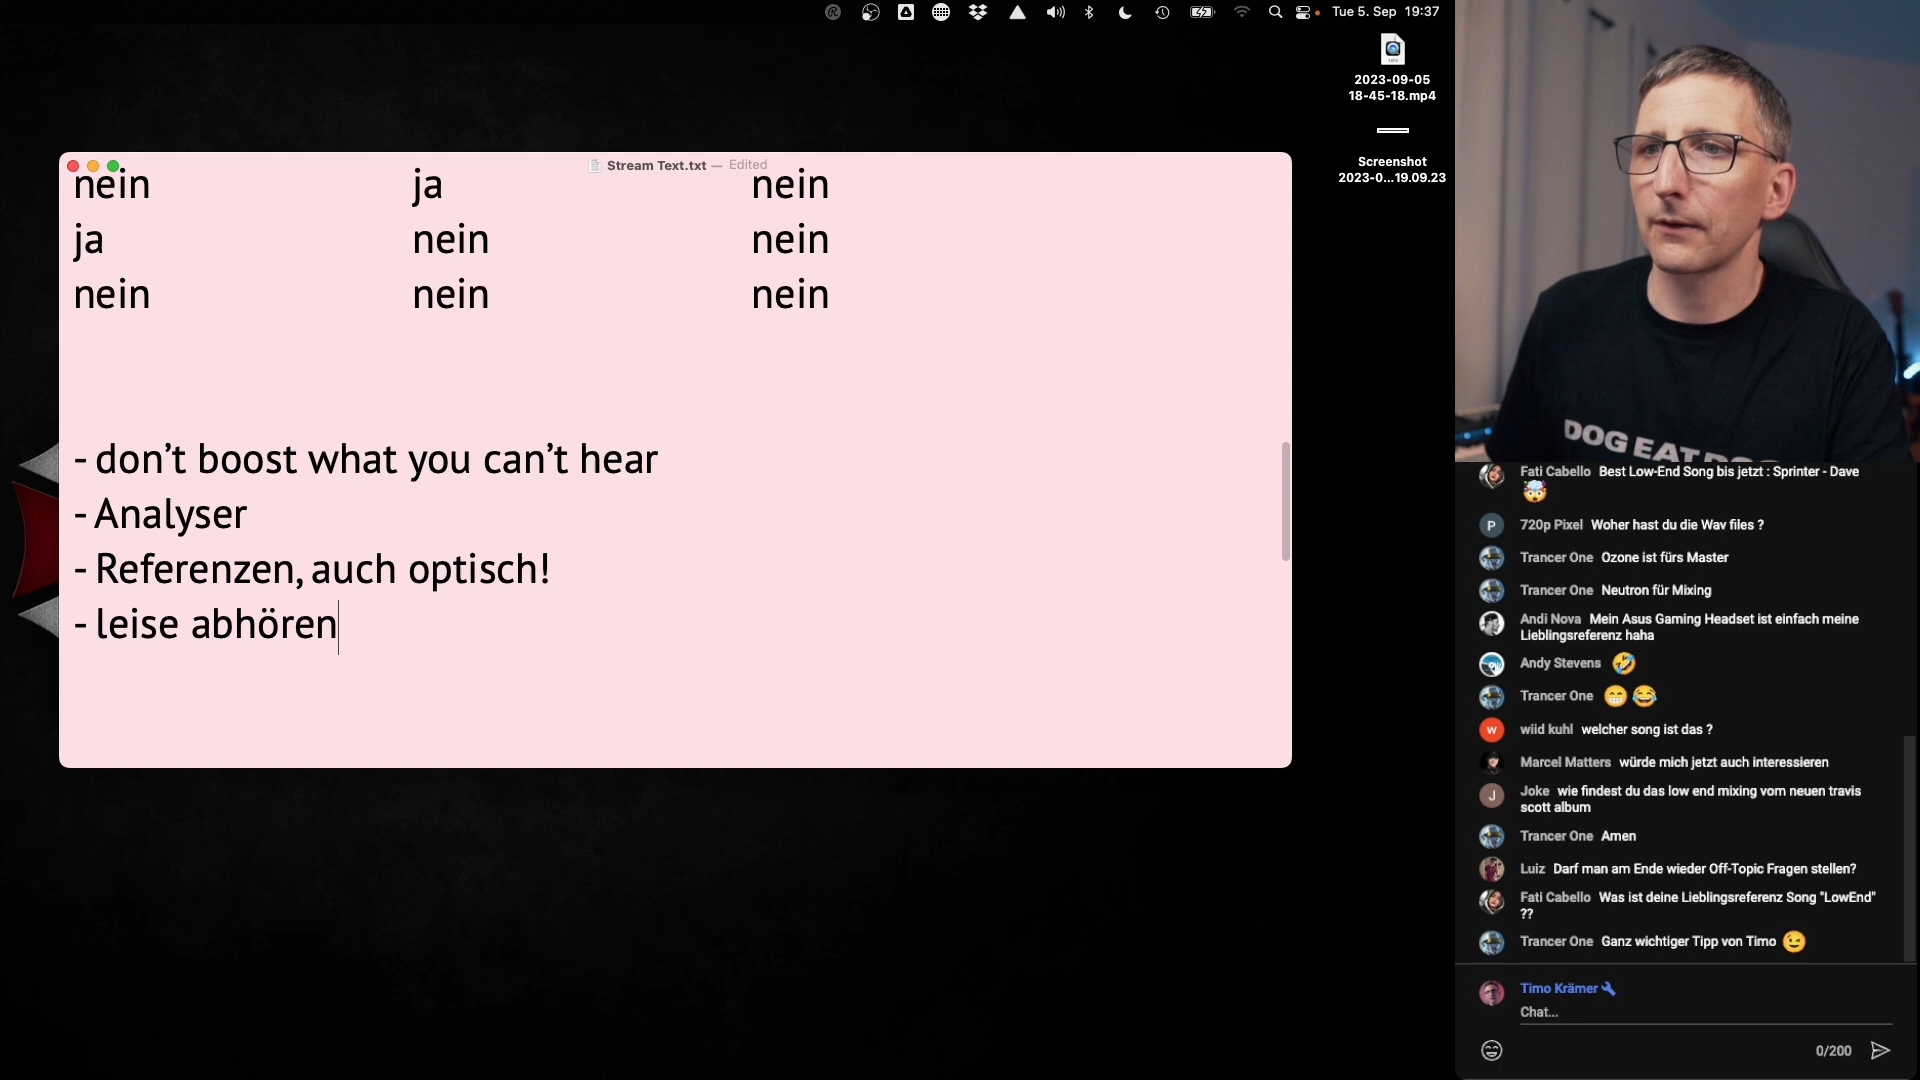 Tue 5. Sep 19:37
2023-09-05
18-45-18.mp4
Screenshot
2023-0...19.09.23
Stream Text.txt — Edited
nein ja nein
ja nein nein
nein nein nein
- don’t boost what you can’t hear
- Analyser
- Referenzen, auch optisch!
- leise abhören
DOG EAT
Fati Cabello Best Low-End Song bis jetzt : Sprinter - Dave
🤯
P 720p Pixel Woher hast du die Wav files ?
Trancer One Ozone ist fürs Master
Trancer One Neutron für Mixing
Andi Nova Mein Asus Gaming Headset ist einfach meine
Lieblingsreferenz haha
Andy Stevens 🤣
Trancer One 😁😂
w wiid kuhl welcher song ist das ?
Marcel Matters würde mich jetzt auch interessieren
J Joke wie findest du das low end mixing vom neuen travis
scott album
Trancer One Amen
Luiz Darf man am Ende wieder Off-Topic Fragen stellen?
Fati Cabello Was ist deine Lieblingsreferenz Song "LowEnd"
??
Trancer One Ganz wichtiger Tipp von Timo 😉
Timo Krämer
Chat...
0/200